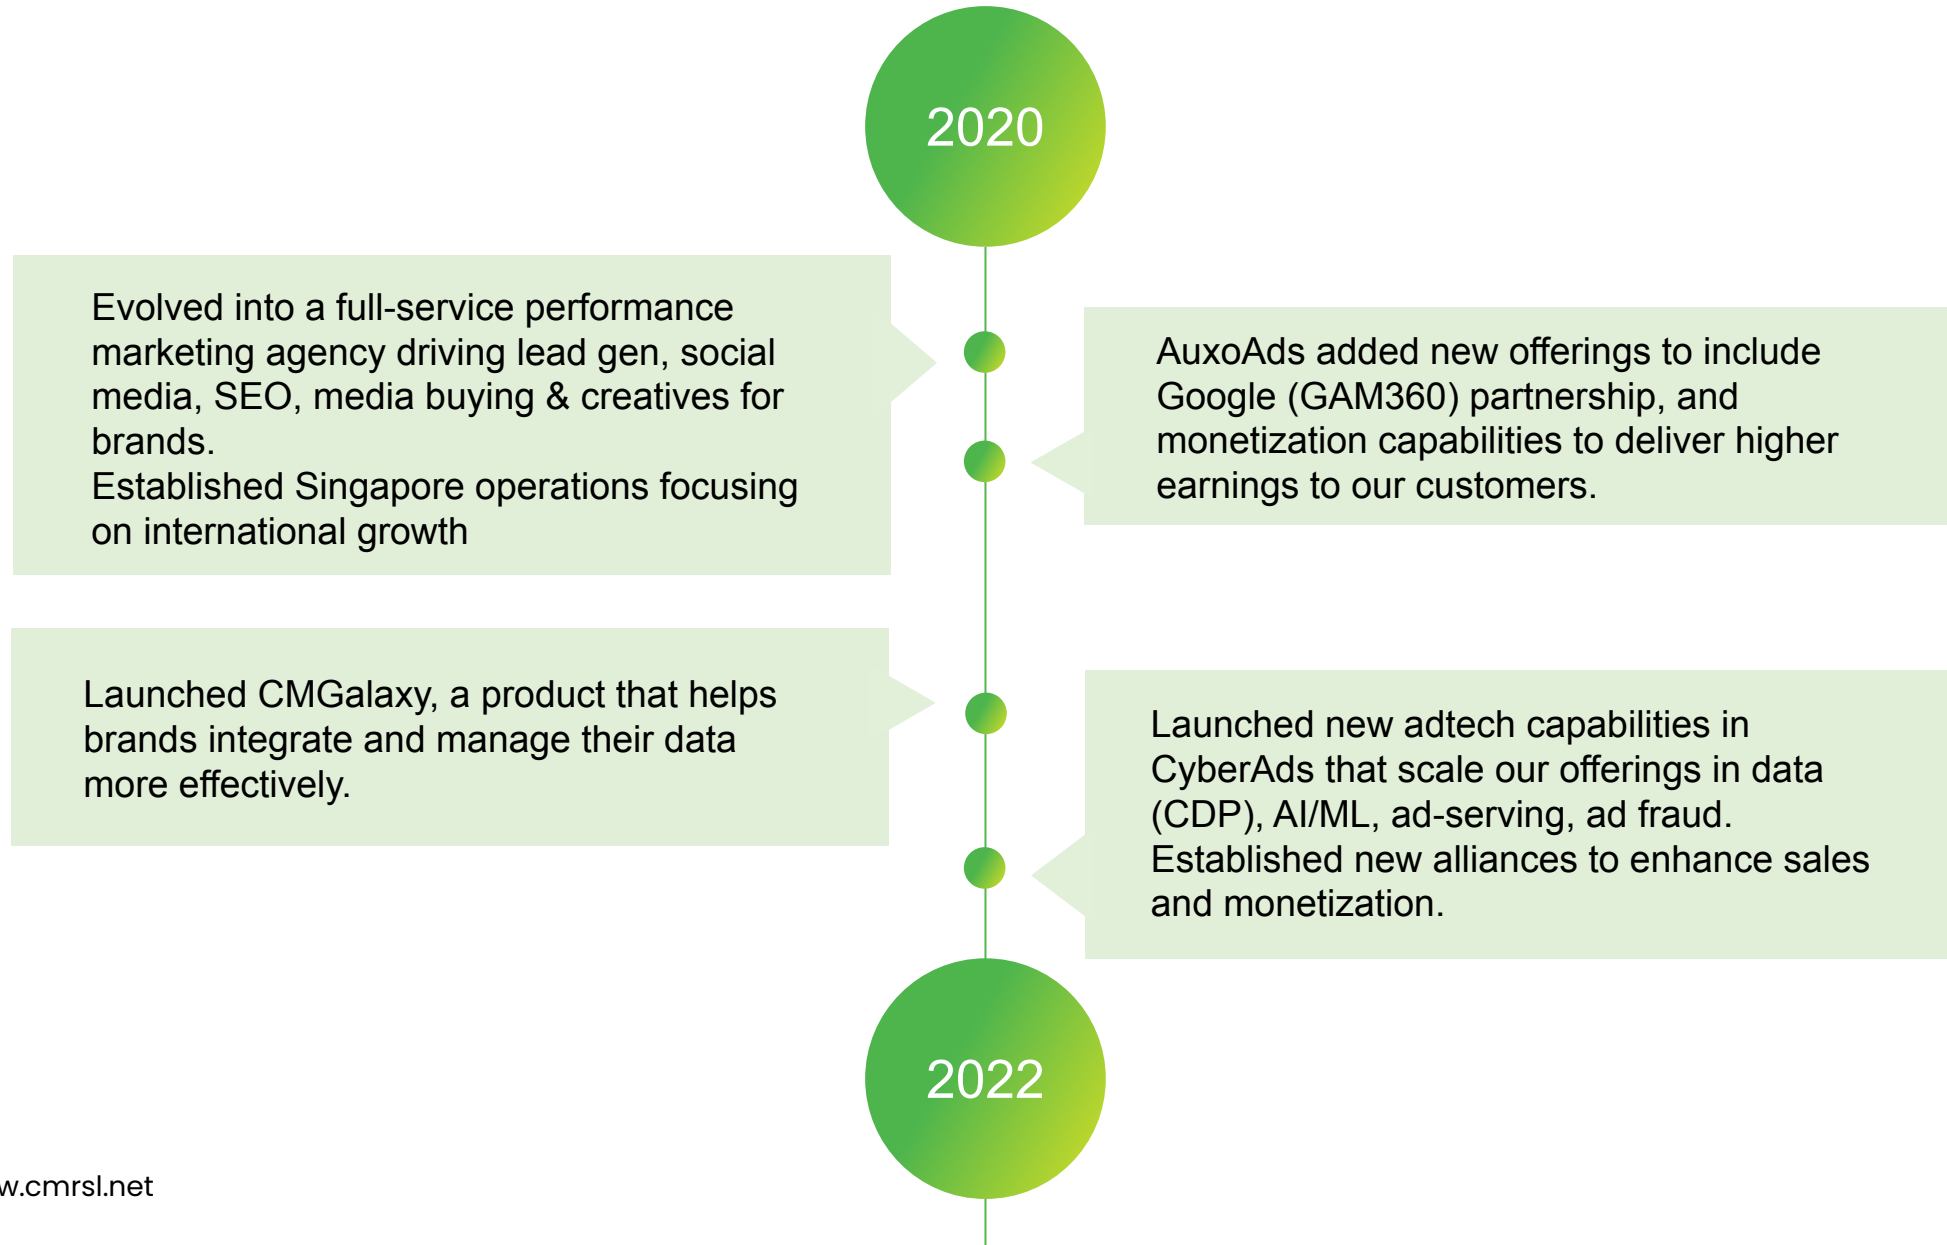 2020
Evolved into a full-service performance
marketing agency driving lead gen, social
media, SEO, media buying & creatives for
brands.
Established Singapore operations focusing
on international growth
AuxoAds added new offerings to include
Google (GAM360) partnership, and
monetization capabilities to deliver higher
earnings to our customers.
Launched CMGalaxy, a product that helps
brands integrate and manage their data
more effectively.
Launched new adtech capabilities in
CyberAds that scale our offerings in data
(CDP), AI/ML, ad-serving, ad fraud.
Established new alliances to enhance sales
and monetization.
2022
w.cmrsl.net